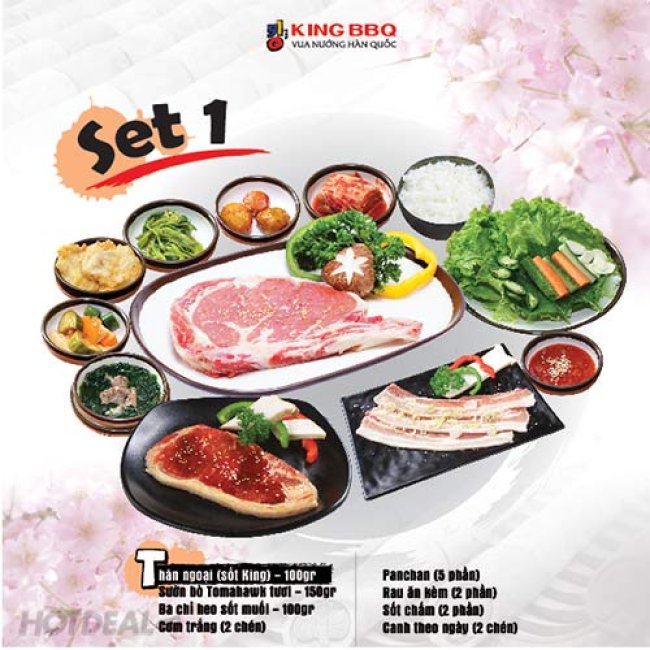 KING BBQ
VUA NƯỚNG HÀN QUỐC
Set 1
Thăn ngoại (sốt King) – 100gr
Sườn bò Tomahawk tươi – 150gr
Ba chỉ heo sốt muối – 100gr
Cơm trắng (2 chén)
Panchan (5 phần)
Rau ăn kèm (2 phần)
Sốt chấm (2 phần)
Canh theo ngày (2 chén)
HOTDEAL